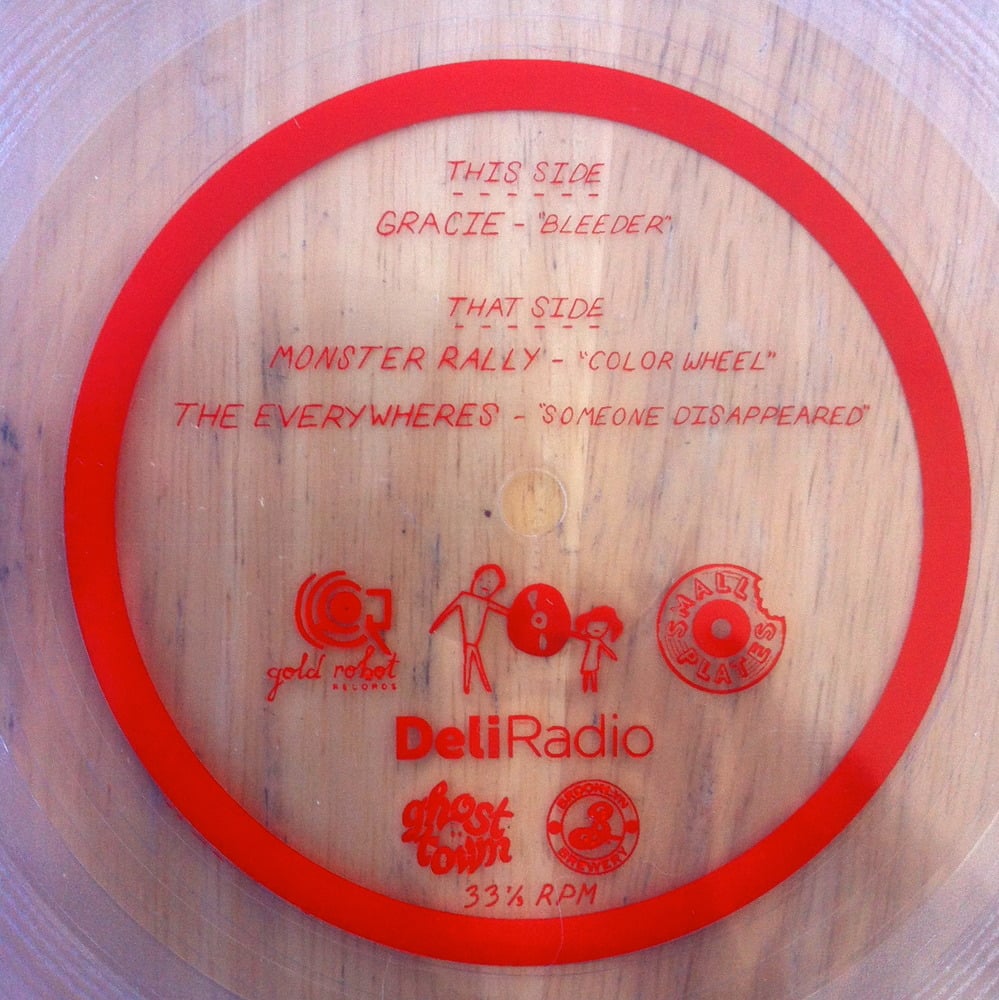 THIS SIDE
GRACIE - "BLEEDER"
THAT SIDE
MONSTER RALLY - "COLOR WHEEL"
THE EVERYWHERES - "SOMEONE DISAPPEARED"
gold robot
RECORDS
SMALL PLATES
DeliRadio
ghost town
BROOKLYN BREWERY
33⅓ RPM